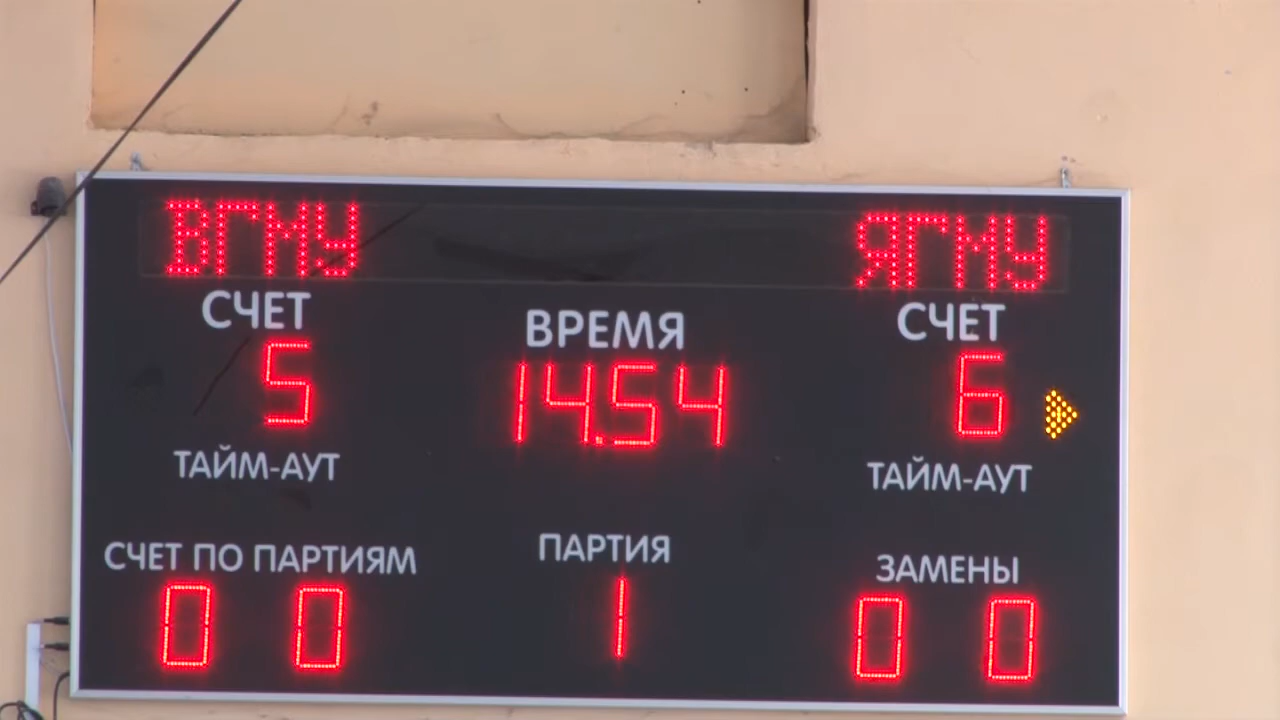 ВГМУ ЯГМУ
СЧЕТ ВРЕМЯ СЧЕТ
5 14.54 6
ТАЙМ-АУТ ТАЙМ-АУТ
СЧЕТ ПО ПАРТИЯМ ПАРТИЯ ЗАМЕНЫ
0 0 1 0 0